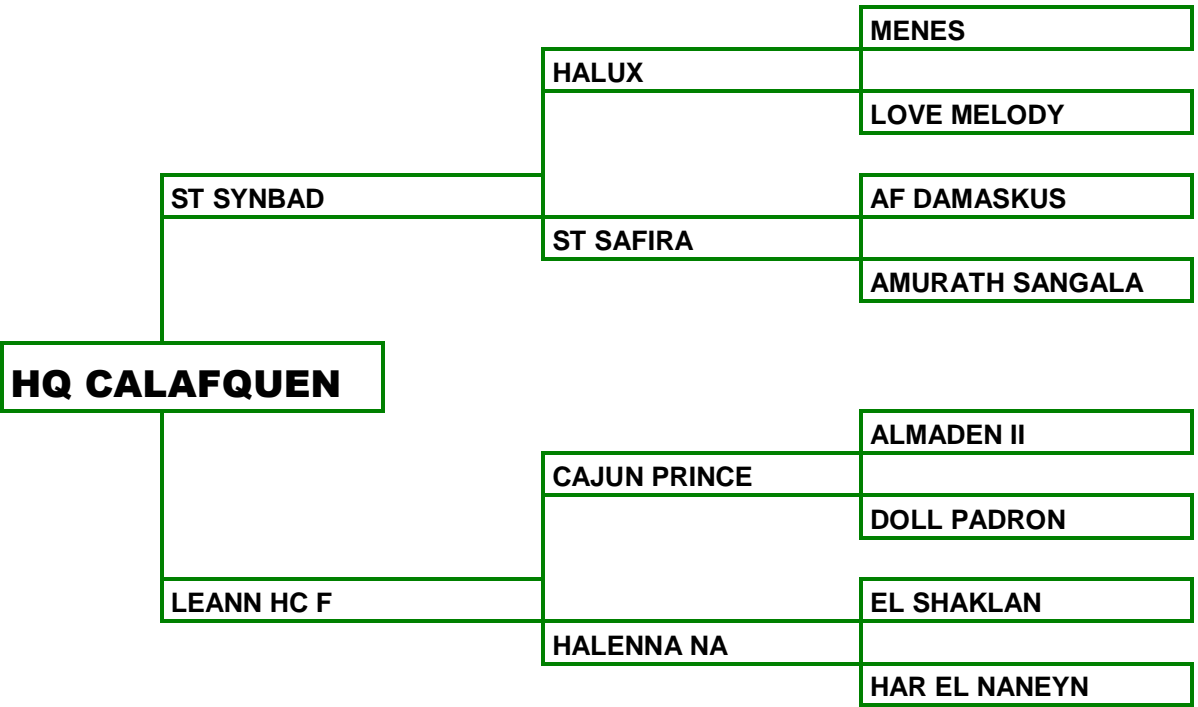 MENES
HALUX
LOVE MELODY
ST SYNBAD
AF DAMASKUS
ST SAFIRA
AMURATH SANGALA
HQ CALAFQUEN
ALMADEN II
CAJUN PRINCE
DOLL PADRON
LEANN HC F
EL SHAKLAN
HALENNA NA
HAR EL NANEYN